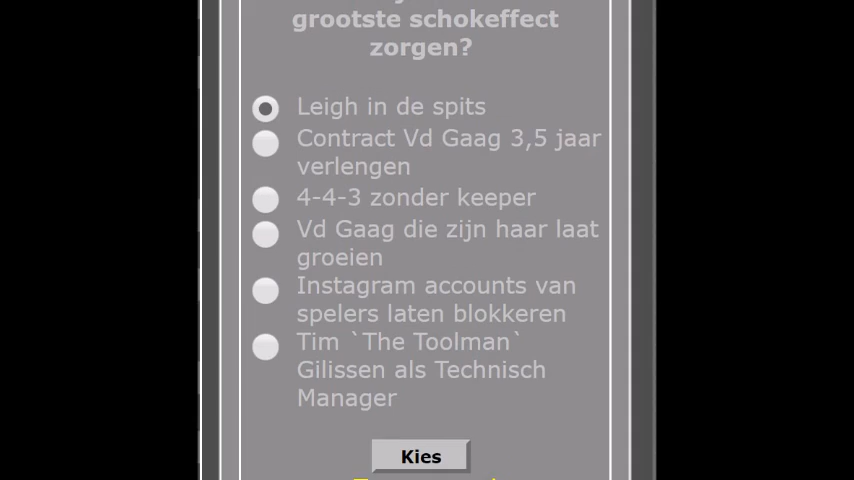 grootste schokeffect
zorgen?
Leigh in de spits
Contract Vd Gaag 3,5 jaar
verlengen
4-4-3 zonder keeper
Vd Gaag die zijn haar laat
groeien
Instagram accounts van
spelers laten blokkeren
Tim `The Toolman`
Gilissen als Technisch
Manager
Kies